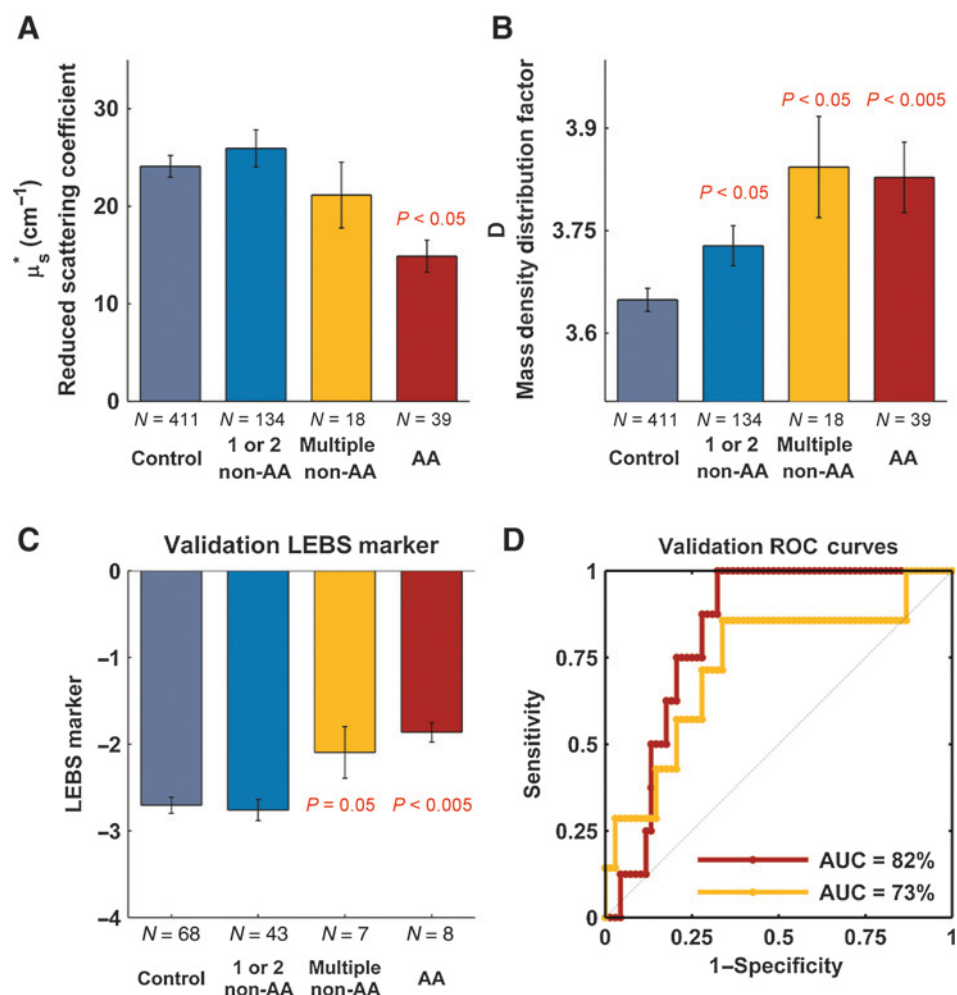 A
Reduced scattering coefficient
μs* (cm−1)
30
20
10
0
P < 0.05
N = 411
N = 134
N = 18
N = 39
Control
1 or 2
non-AA
Multiple
non-AA
AA
B
Mass density distribution factor
D
3.9
3.75
3.6
P < 0.05
P < 0.05
P < 0.005
N = 411
N = 134
N = 18
N = 39
Control
1 or 2
non-AA
Multiple
non-AA
AA
C
Validation LEBS marker
LEBS marker
0
−1
−2
−3
−4
P = 0.05
P < 0.005
N = 68
N = 43
N = 7
N = 8
Control
1 or 2
non-AA
Multiple
non-AA
AA
D
Validation ROC curves
Sensitivity
1
0.75
0.5
0.25
0
AUC = 82%
AUC = 73%
0
0.25
0.5
0.75
1
1–Specificity